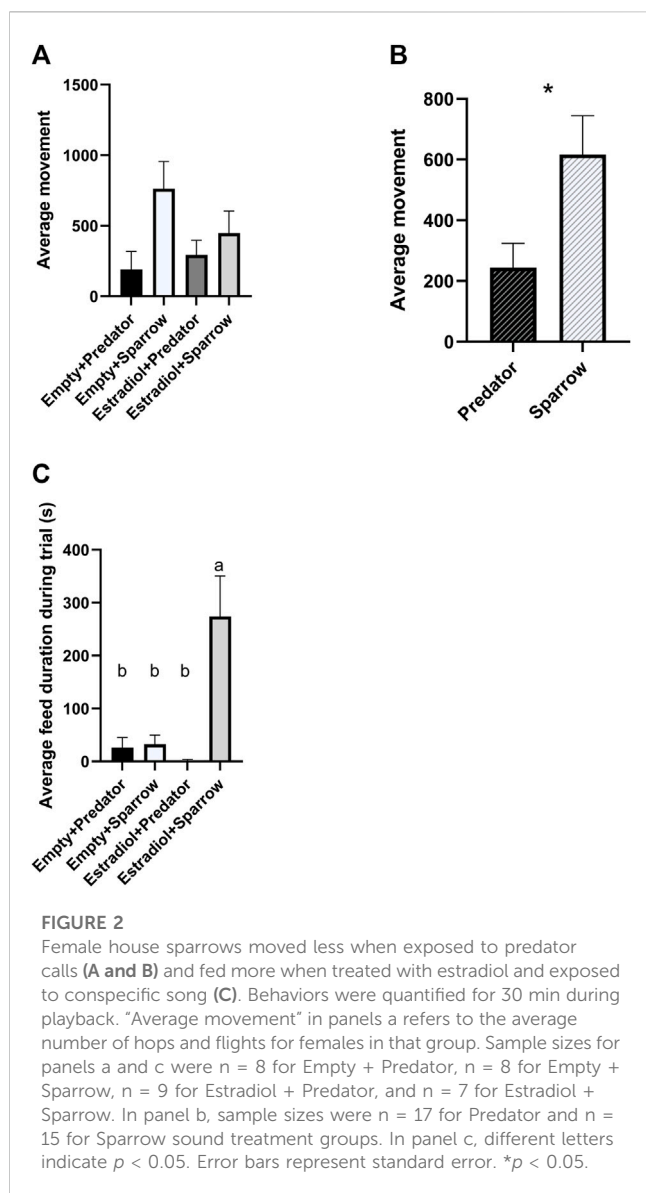 A
Average movement
1500
1000
500
0
Empty+Predator
Empty+Sparrow
Estradiol+Predator
Estradiol+Sparrow
B
*
Average movement
800
600
400
200
0
Predator
Sparrow
C
Average feed duration during trial (s)
400
300
200
100
0
b
b
b
a
Empty+Predator
Empty+Sparrow
Estradiol+Predator
Estradiol+Sparrow
FIGURE 2
Female house sparrows moved less when exposed to predator
calls (A and B) and fed more when treated with estradiol and exposed
to conspecific song (C). Behaviors were quantified for 30 min during
playback. “Average movement” in panels a refers to the average
number of hops and flights for females in that group. Sample sizes for
panels a and c were n = 8 for Empty + Predator, n = 8 for Empty +
Sparrow, n = 9 for Estradiol + Predator, and n = 7 for Estradiol +
Sparrow. In panel b, sample sizes were n = 17 for Predator and n =
15 for Sparrow sound treatment groups. In panel c, different letters
indicate p < 0.05. Error bars represent standard error. *p < 0.05.